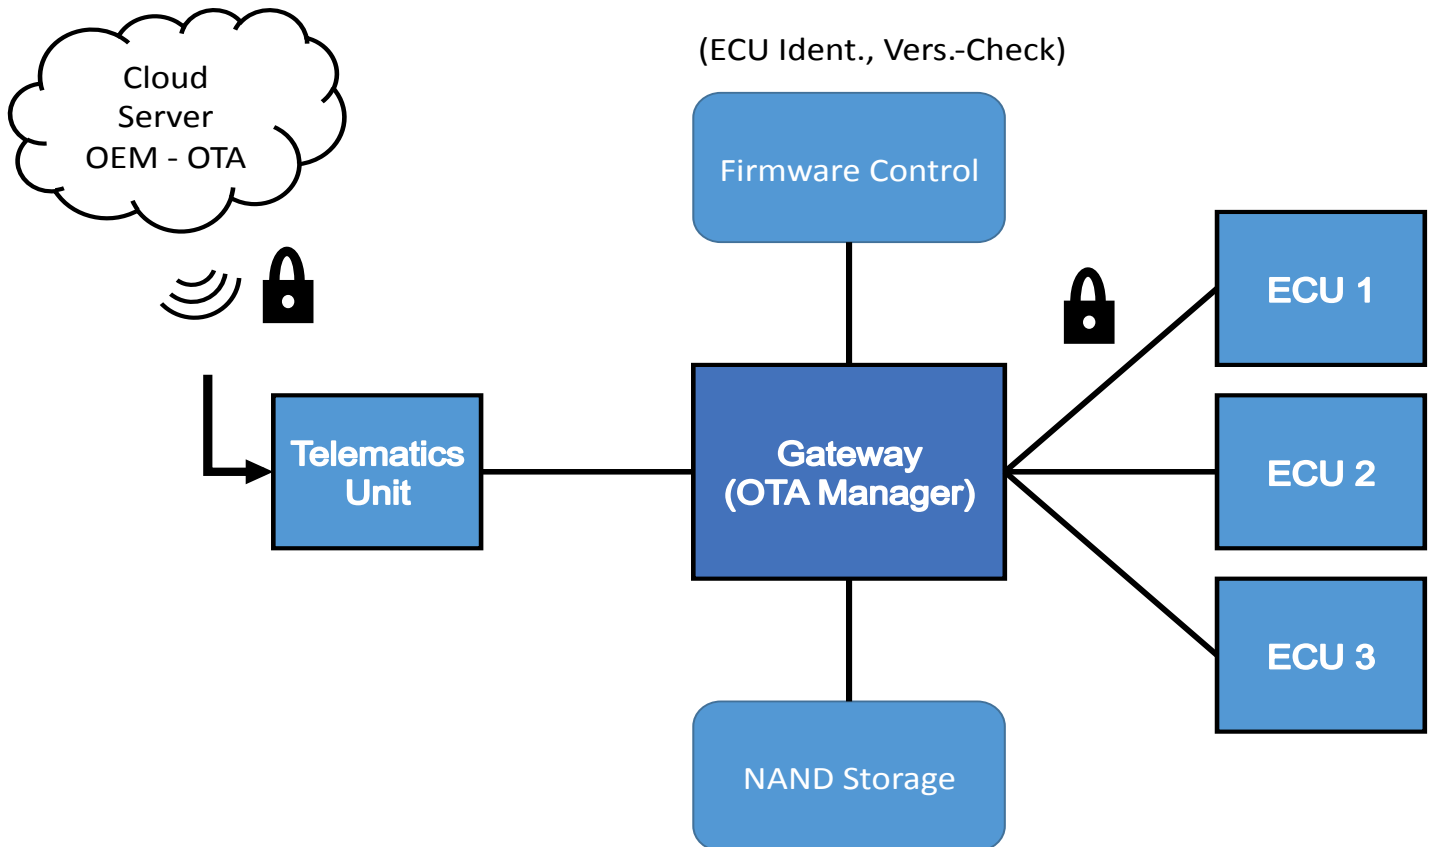 Cloud
Server
OEM - OTA
(ECU Ident., Vers.-Check)
Firmware Control
Telematics
Unit
Gateway
(OTA Manager)
ECU 1
ECU 2
ECU 3
NAND Storage